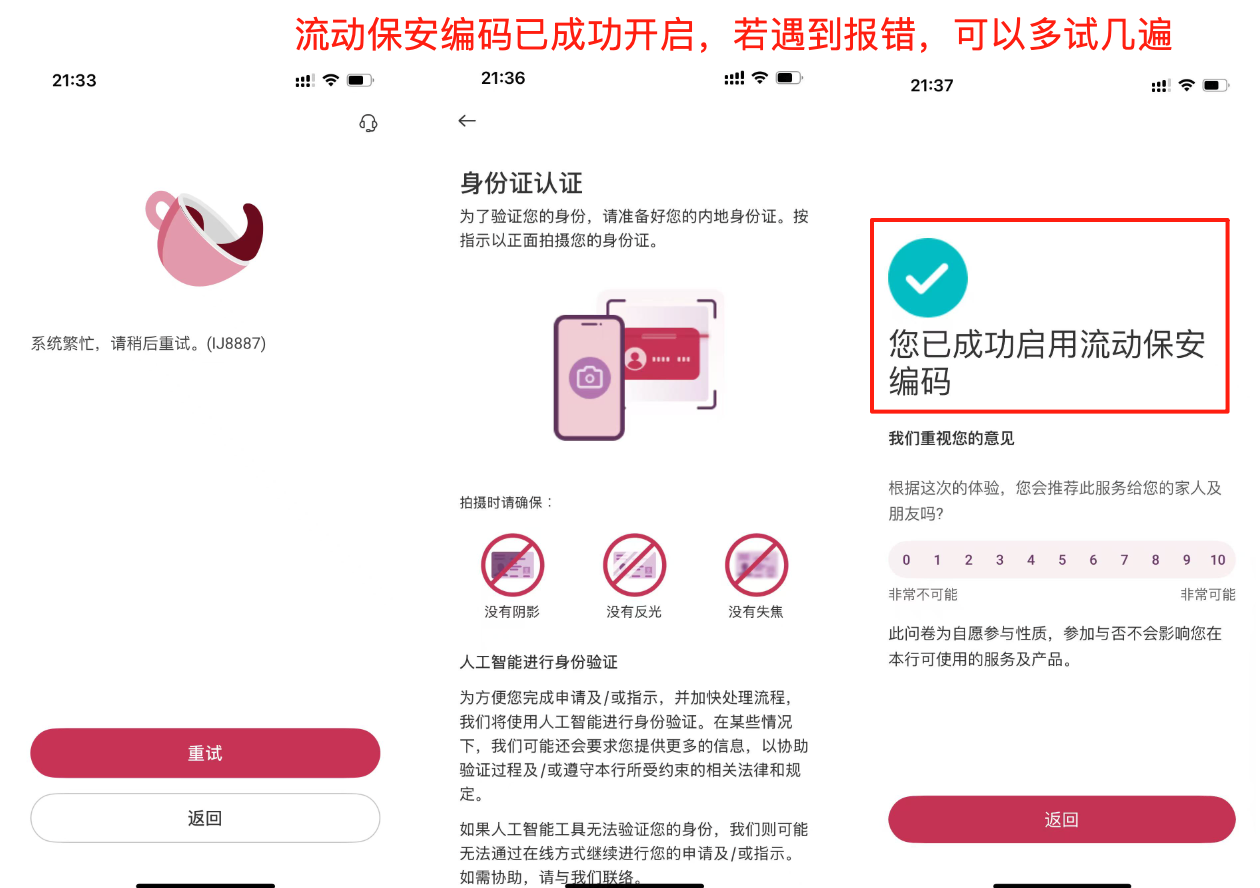 流动保安编码已成功开启，若遇到报错，可以多试几遍
21:33
系统繁忙，请稍后重试。(IJ8887)
重试
返回
21:36
身份证认证
为了验证您的身份，请准备好您的内地身份证。按
指示以正面拍摄您的身份证。
拍摄时请确保：
没有阴影
没有反光
没有失焦
人工智能进行身份验证
为方便您完成申请及/或指示，并加快处理流程，
我们将使用人工智能进行身份验证。在某些情况
下，我们可能还会要求您提供更多的信息，以协助
验证过程及/或遵守本行所受约束的相关法律和规
定。
如果人工智能工具无法验证您的身份，我们则可能
无法通过在线方式继续进行您的申请及/或指示。
如需协助，请与我们联络。
21:37
您已成功启用流动保安
编码
我们重视您的意见
根据这次的体验，您会推荐此服务给您的家人及
朋友吗?
0 1 2 3 4 5 6 7 8 9 10
非常不可能 非常可能
此问卷为自愿参与性质，参加与否不会影响您在
本行可使用的服务及产品。
返回